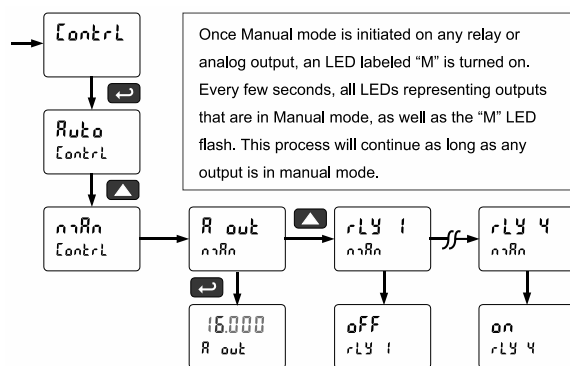 Contrl
Once Manual mode is initiated on any relay or
analog output, an LED labeled “M” is turned on.
Every few seconds, all LEDs representing outputs
that are in Manual mode, as well as the “M” LED
flash. This process will continue as long as any
output is in manual mode.
Auto
Contrl
mAn
Contrl
A out
mAn
rLY 1
mAn
rLY 4
mAn
16.000
A out
oFF
rLY 1
on
rLY 4